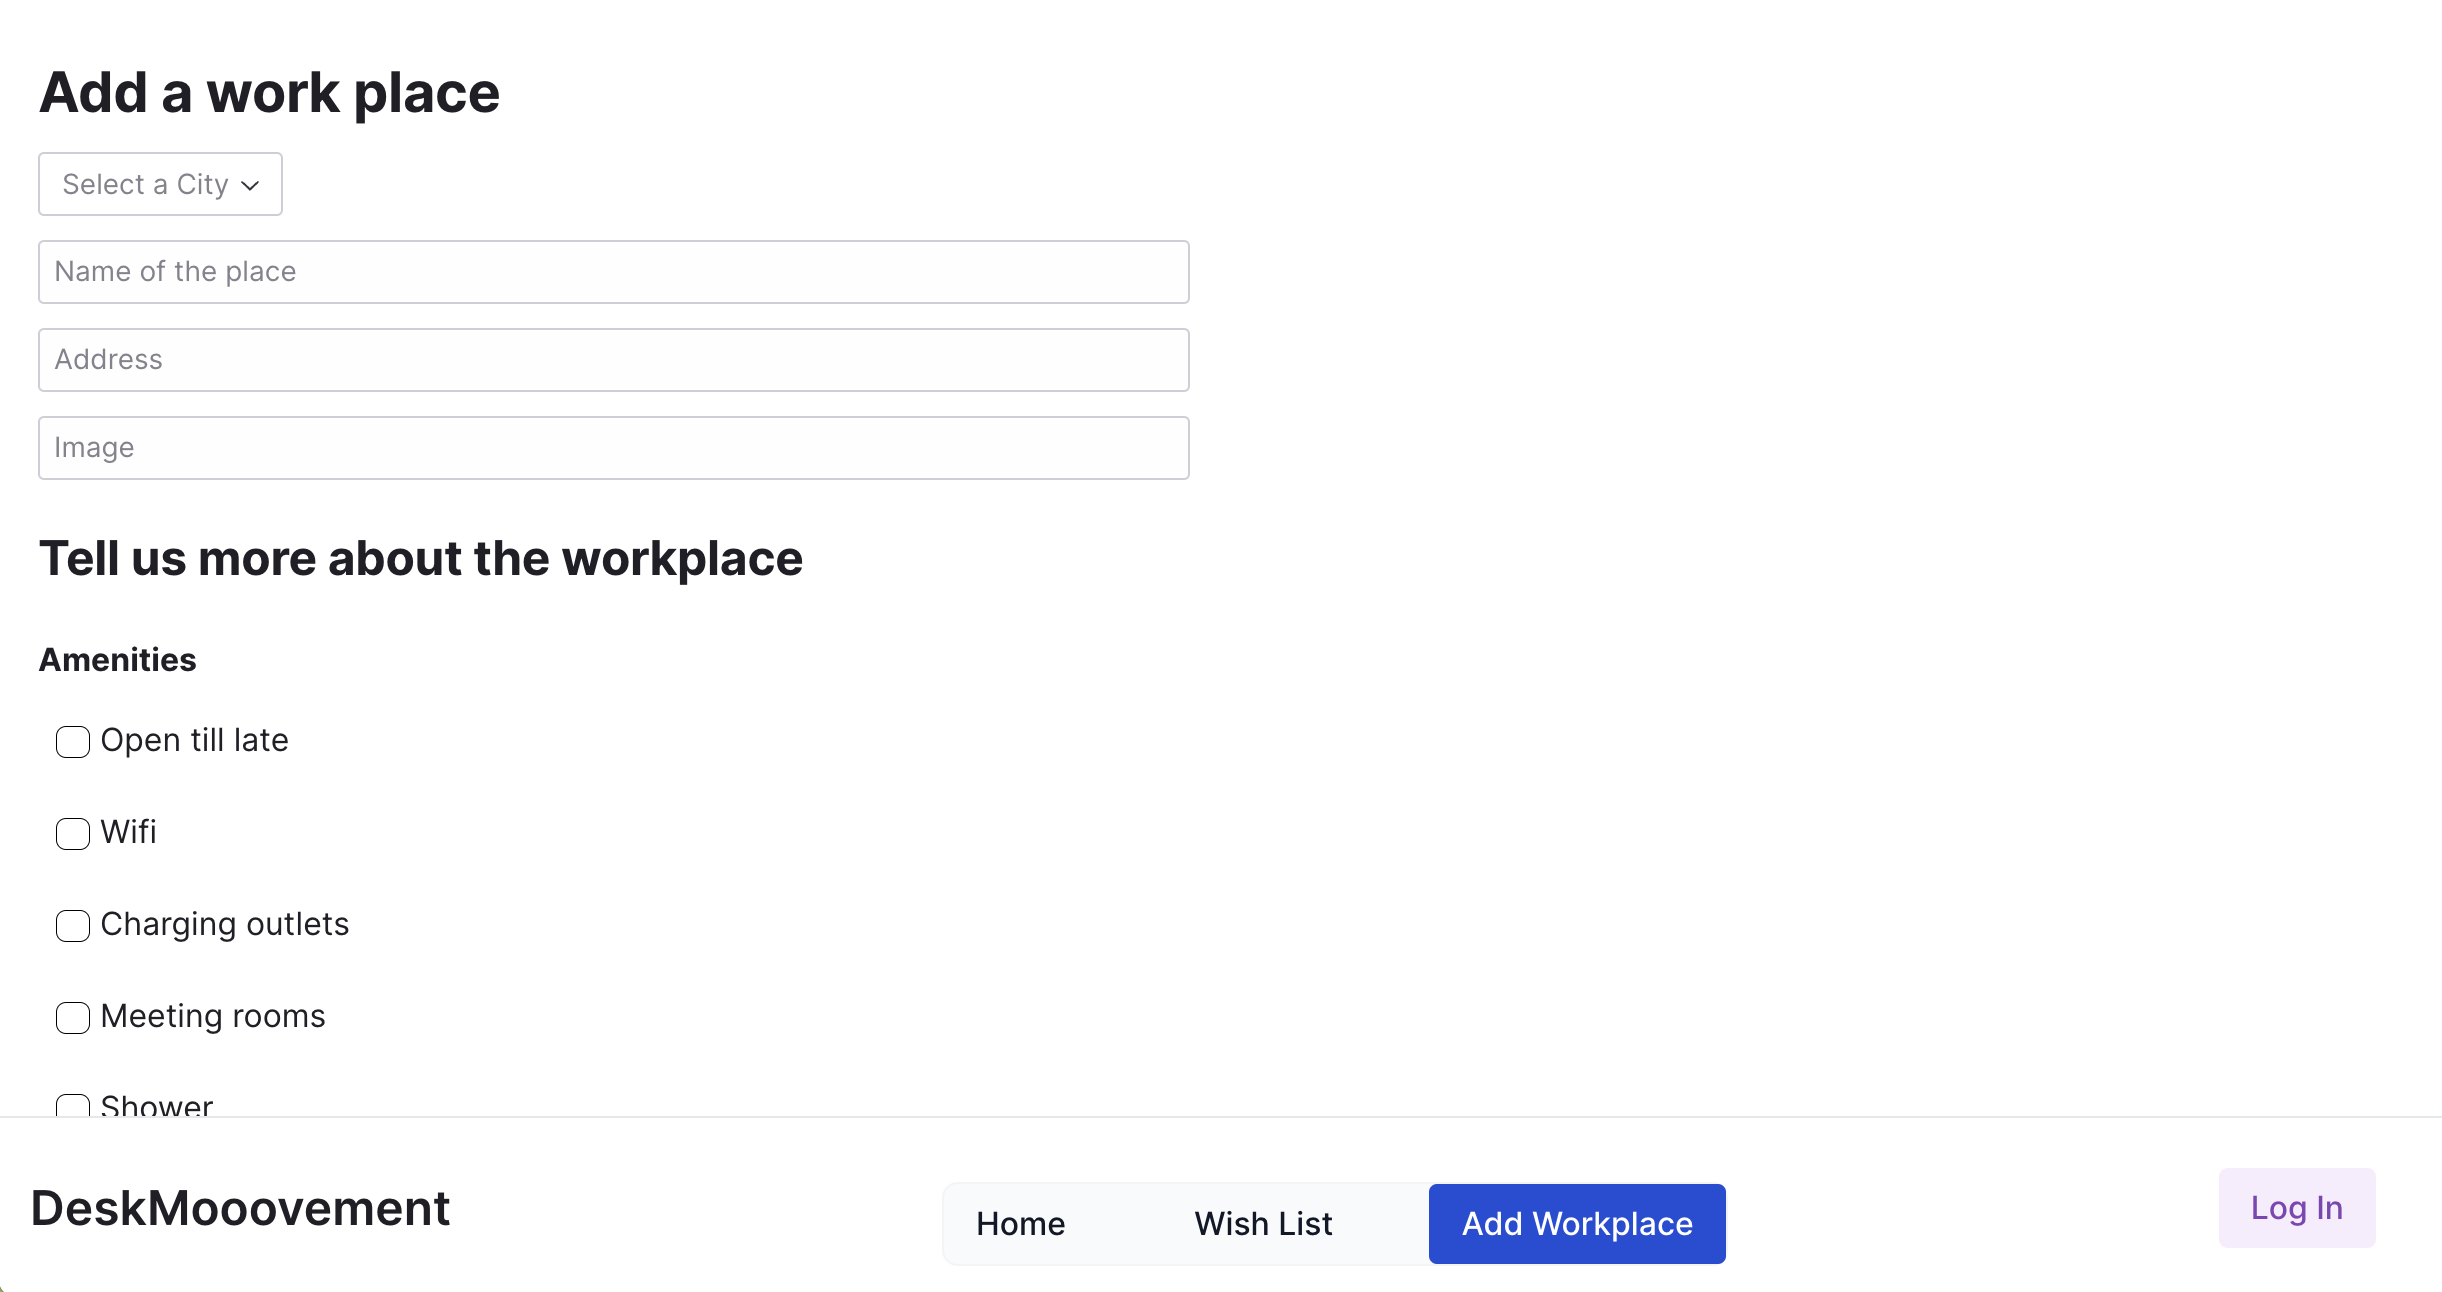 Add a work place
Select a City
Name of the place
Address
Image
Tell us more about the workplace
Amenities
Open till late
Wifi
Charging outlets
Meeting rooms
Shower
DeskMooovement
Home
Wish List
Add Workplace
Log In